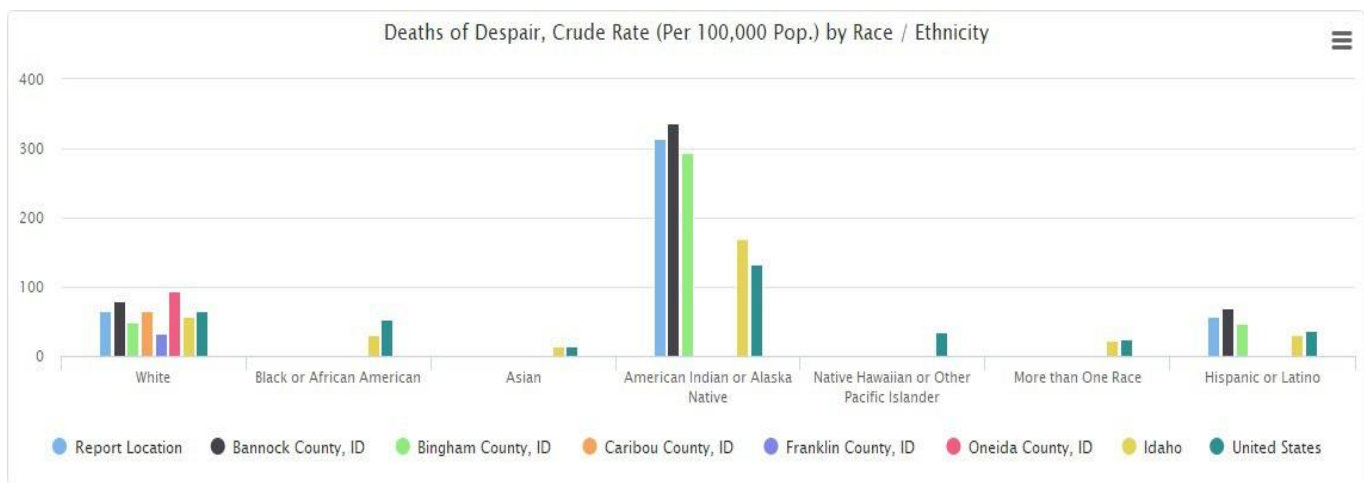 Deaths of Despair, Crude Rate (Per 100,000 Pop.) by Race / Ethnicity
400
300
200
100
0
White
Black or African American
Asian
American Indian or Alaska
Native
Native Hawaiian or Other
Pacific Islander
More than One Race
Hispanic or Latino
Report Location
Bannock County, ID
Bingham County, ID
Caribou County, ID
Franklin County, ID
Oneida County, ID
Idaho
United States